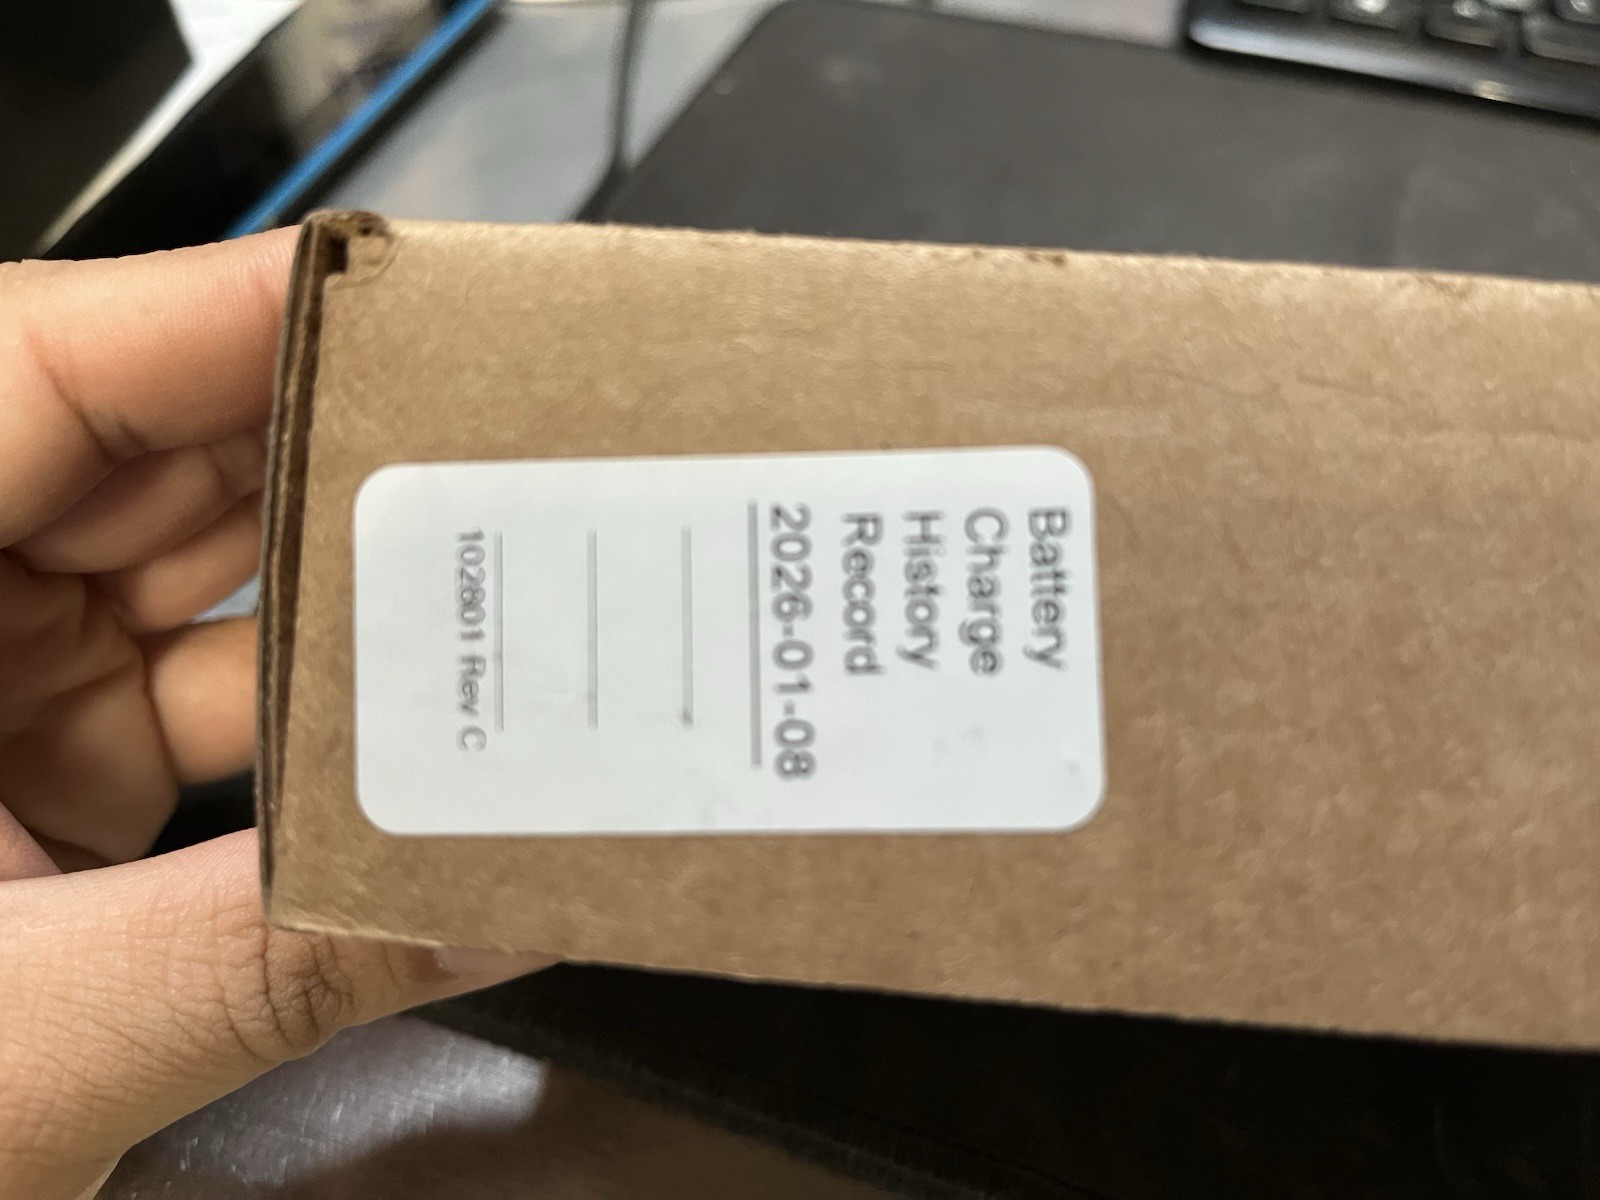 Battery
Charge
History
Record
2026-01-08
102801 Rev C